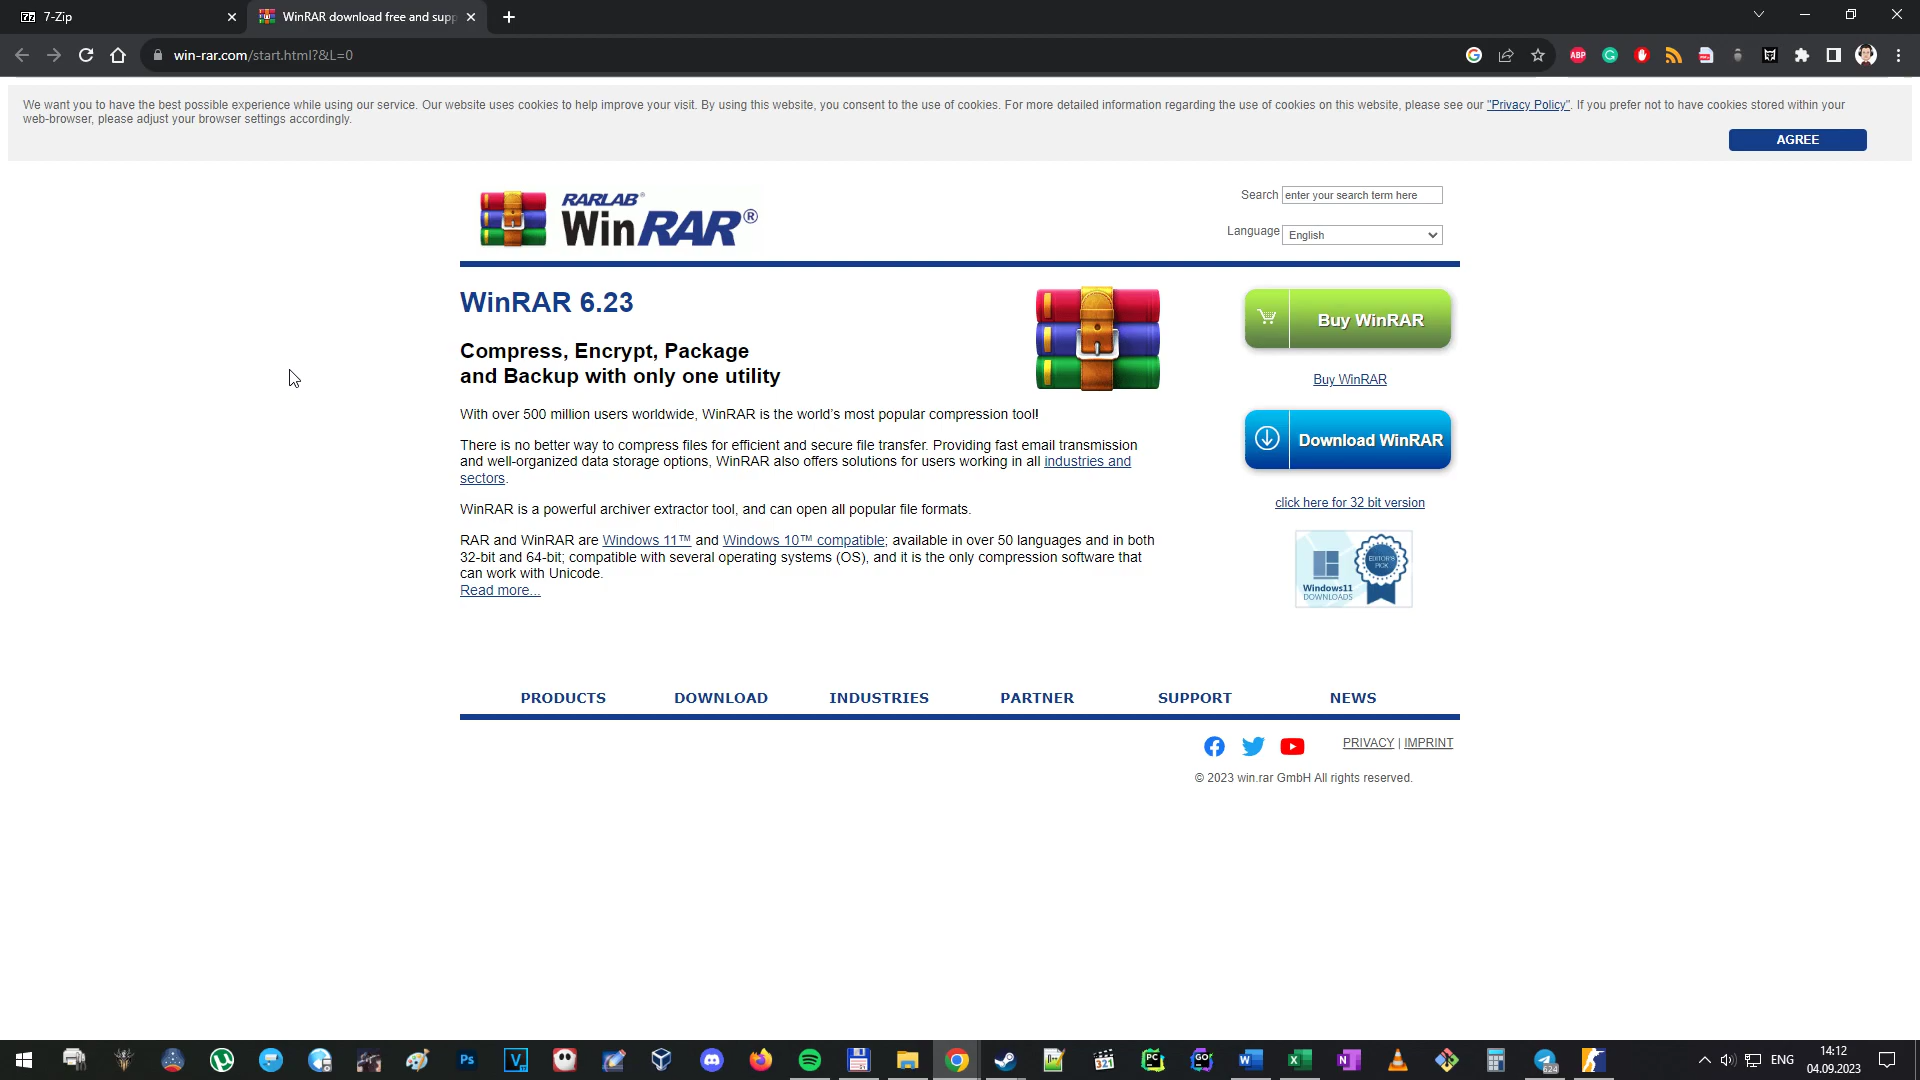 7-Zip
WinRAR download free and supp
win-rar.com/start.html?&L=0
ABP
We want you to have the best possible experience while using our service. Our website uses cookies to help improve your visit. By using this website, you consent to the use of cookies. For more detailed information regarding the use of cookies on this website, please see our "Privacy Policy". If you prefer not to have cookies stored within your
web-browser, please adjust your browser settings accordingly.
AGREE
RARLAB®
WinRAR®
Search enter your search term here
Language English
WinRAR 6.23
Compress, Encrypt, Package
and Backup with only one utility
With over 500 million users worldwide, WinRAR is the world's most popular compression tool!
There is no better way to compress files for efficient and secure file transfer. Providing fast email transmission
and well-organized data storage options, WinRAR also offers solutions for users working in all industries and
sectors.
WinRAR is a powerful archiver extractor tool, and can open all popular file formats.
RAR and WinRAR are Windows 11™ and Windows 10™ compatible; available in over 50 languages and in both
32-bit and 64-bit; compatible with several operating systems (OS), and it is the only compression software that
can work with Unicode.
Read more...
Buy WinRAR
Buy WinRAR
Download WinRAR
click here for 32 bit version
EDITOR'S
PICK
Windows11
DOWNLOADS
PRODUCTS DOWNLOAD INDUSTRIES PARTNER SUPPORT NEWS
PRIVACY | IMPRINT
© 2023 win.rar GmbH All rights reserved.
Ps
V
321
PC
GO
W
X
N
624
ENG
14:12
04.09.2023